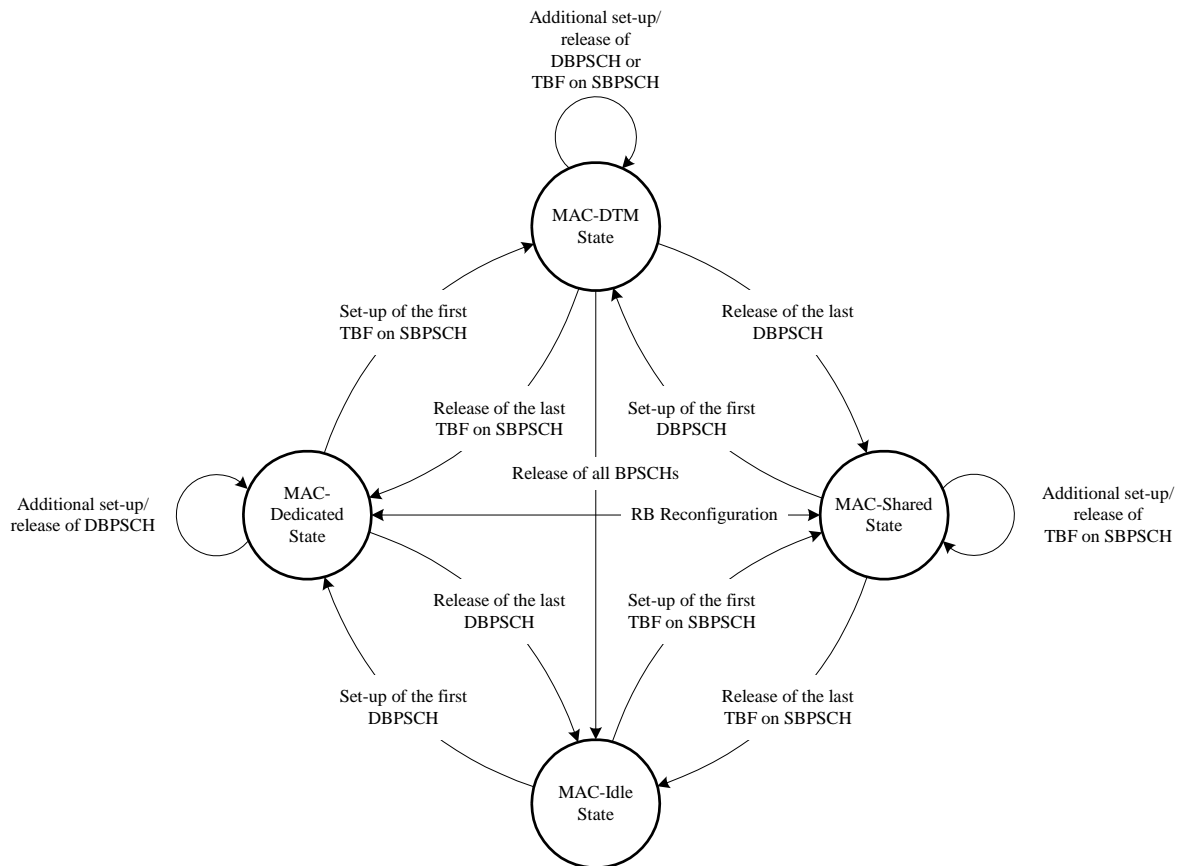 Additional set-up/
release of
DBPSCH or
TBF on SBPSCH
MAC-DTM
State
Set-up of the first
TBF on SBPSCH
Release of the last
DBPSCH
Release of the last
TBF on SBPSCH
Set-up of the first
DBPSCH
Release of all BPSCHs
Additional set-up/
release of DBPSCH
MAC-
Dedicated
State
RB Reconfiguration
MAC-Shared
State
Additional set-up/
release of
TBF on SBPSCH
Release of the last
DBPSCH
Set-up of the first
TBF on SBPSCH
Set-up of the first
DBPSCH
Release of the last
TBF on SBPSCH
MAC-Idle
State